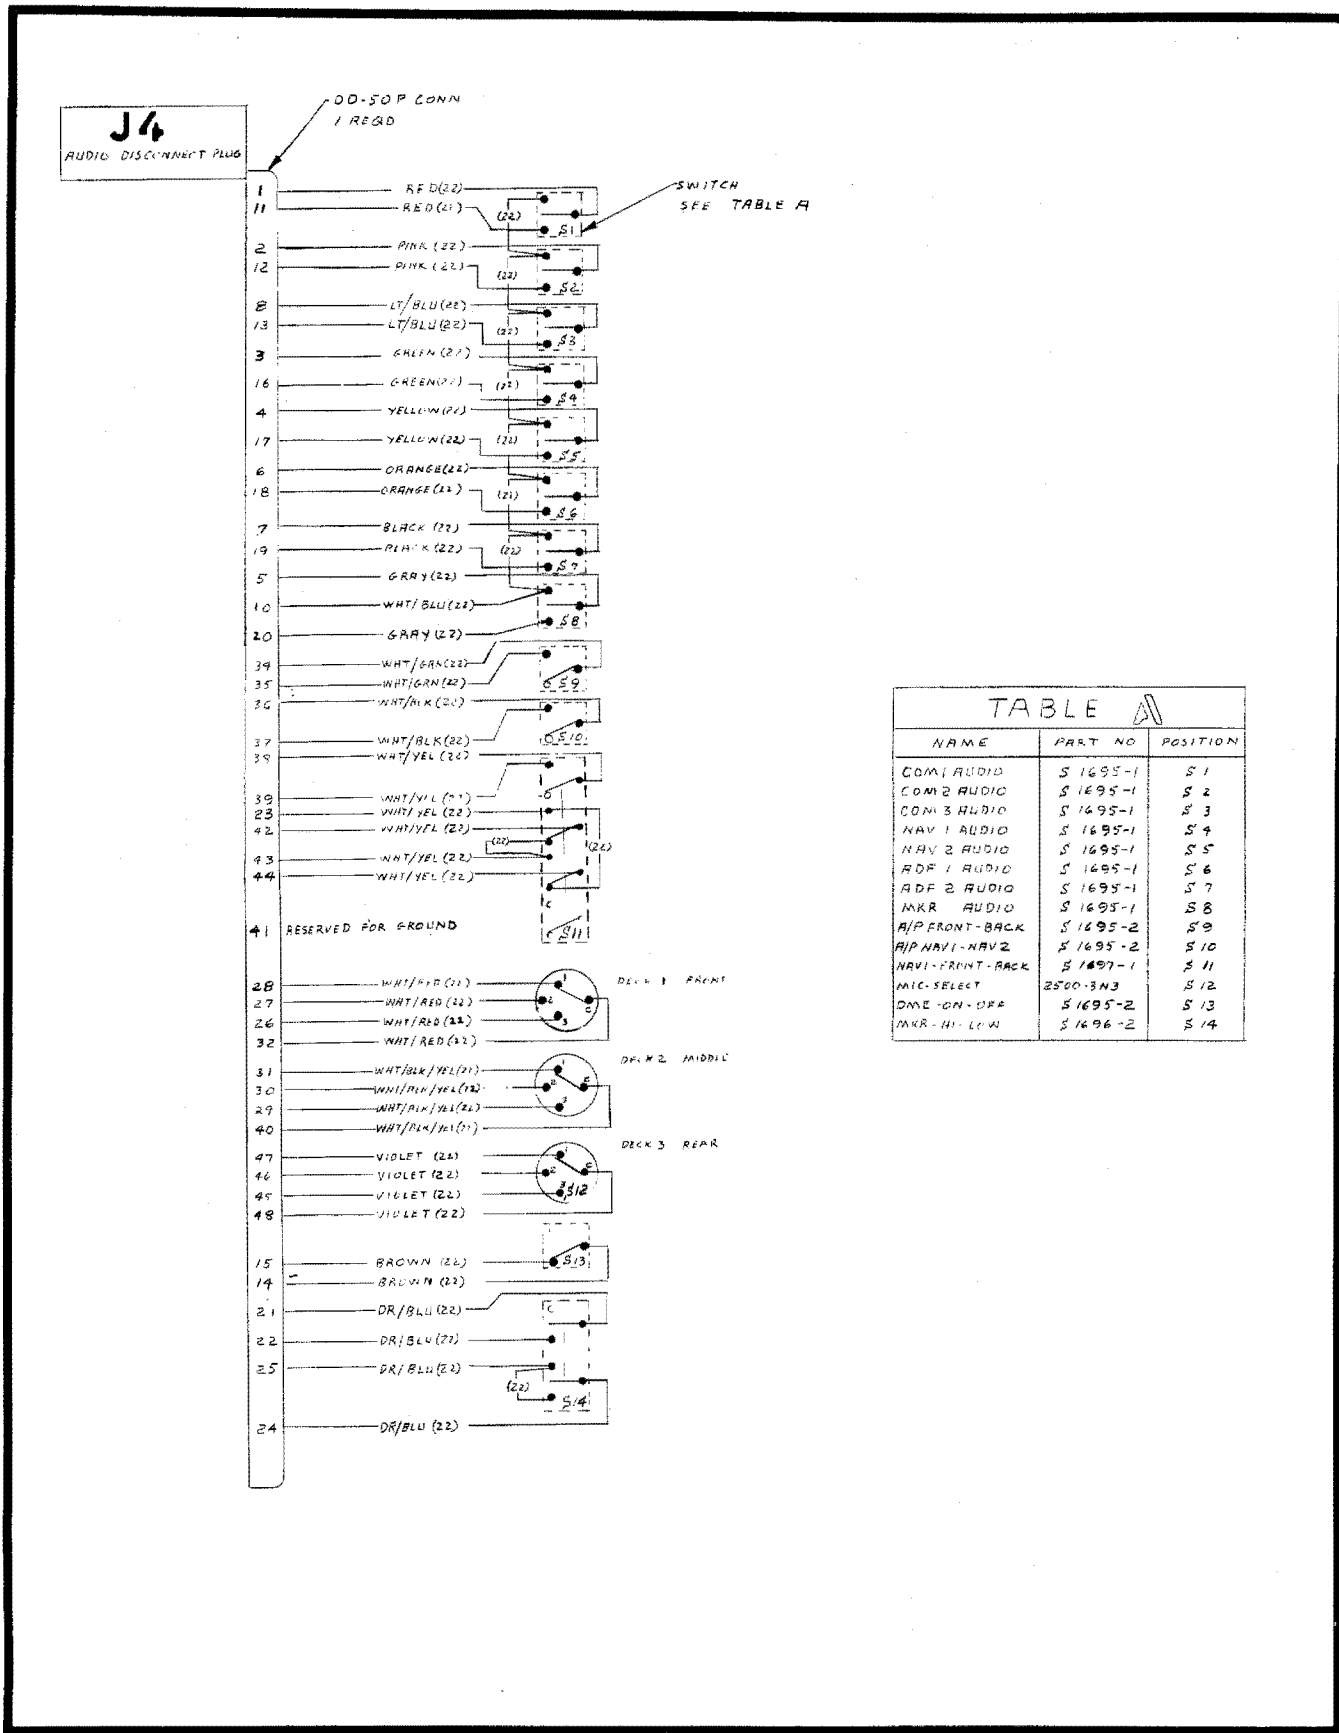 DD-50P CONN
1 REQD
J4
AUDIO DISCONNECT PLUG
SWITCH
SEE TABLE A
1 RED(22)
11 RED(21)
(22)
S1
2 PINK (22)
12 PINK (22)
(22)
S2
8 LT/BLU(22)
13 LT/BLU(22)
(22)
S3
3 GREEN(22)
16 GREEN(22)
(22)
S4
4 YELLOW(22)
17 YELLOW(22)
(22)
S5
6 ORANGE(22)
18 ORANGE(22)
(22)
S6
7 BLACK (22)
19 BLACK (22)
(22)
S7
5 GRAY(22)
10 WHT/BLU(22)
20 GRAY(22)
S8
34 WHT/GRN(22)
35 WHT/GRN(22)
S9
36 WHT/BLK(20)
37 WHT/BLK(22)
S10
WHT/YEL (22)
39 WHT/YEL (22)
23 WHT/YEL (22)
42 WHT/YEL (22)
(22)
(22)
43 WHT/YEL (22)
44 WHT/YEL (22)
C
41 RESERVED FOR GROUND
S11
DECK 1 FRONT
28 WHT/RED(22)
27 WHT/RED(22)
26 WHT/RED(22)
32 WHT/RED(22)
1
2
3
C
DECK 2 MIDDLE
31 WHT/BLK/YEL(22)
30 WHT/BLK/YEL(22)
29 WHT/BLK/YEL(22)
40 WHT/BLK/YEL(22)
1
2
3
C
DECK 3 REAR
47 VIOLET (22)
46 VIOLET (22)
45 VIOLET (22)
48 VIOLET (22)
1
2
3
C
S12
15 BROWN (22)
14 BROWN (22)
S13
21 DR/BLU(22)
22 DR/BLU(22)
25 DR/BLU(22)
(22)
C
S14
24 DR/BLU (22)
TABLE A
NAME PART NO POSITION
COM1 AUDIO S 1695-1 S 1
COM2 AUDIO S 1695-1 S 2
COM 3 AUDIO S 1695-1 S 3
NAV 1 AUDIO S 1695-1 S 4
NAV 2 AUDIO S 1695-1 S 5
ADF 1 AUDIO S 1695-1 S 6
ADF 2 AUDIO S 1695-1 S 7
MKR AUDIO S 1695-1 S 8
A/P FRONT-BACK S 1695-2 S 9
A/P NAV1-NAV2 S 1695-2 S 10
NAV1-FRONT-BACK S 1697-1 S 11
MIC-SELECT 2500-3N3 S 12
DME-ON-OFF S 1695-2 S 13
MKR-HI-LOW S 1696-2 S 14